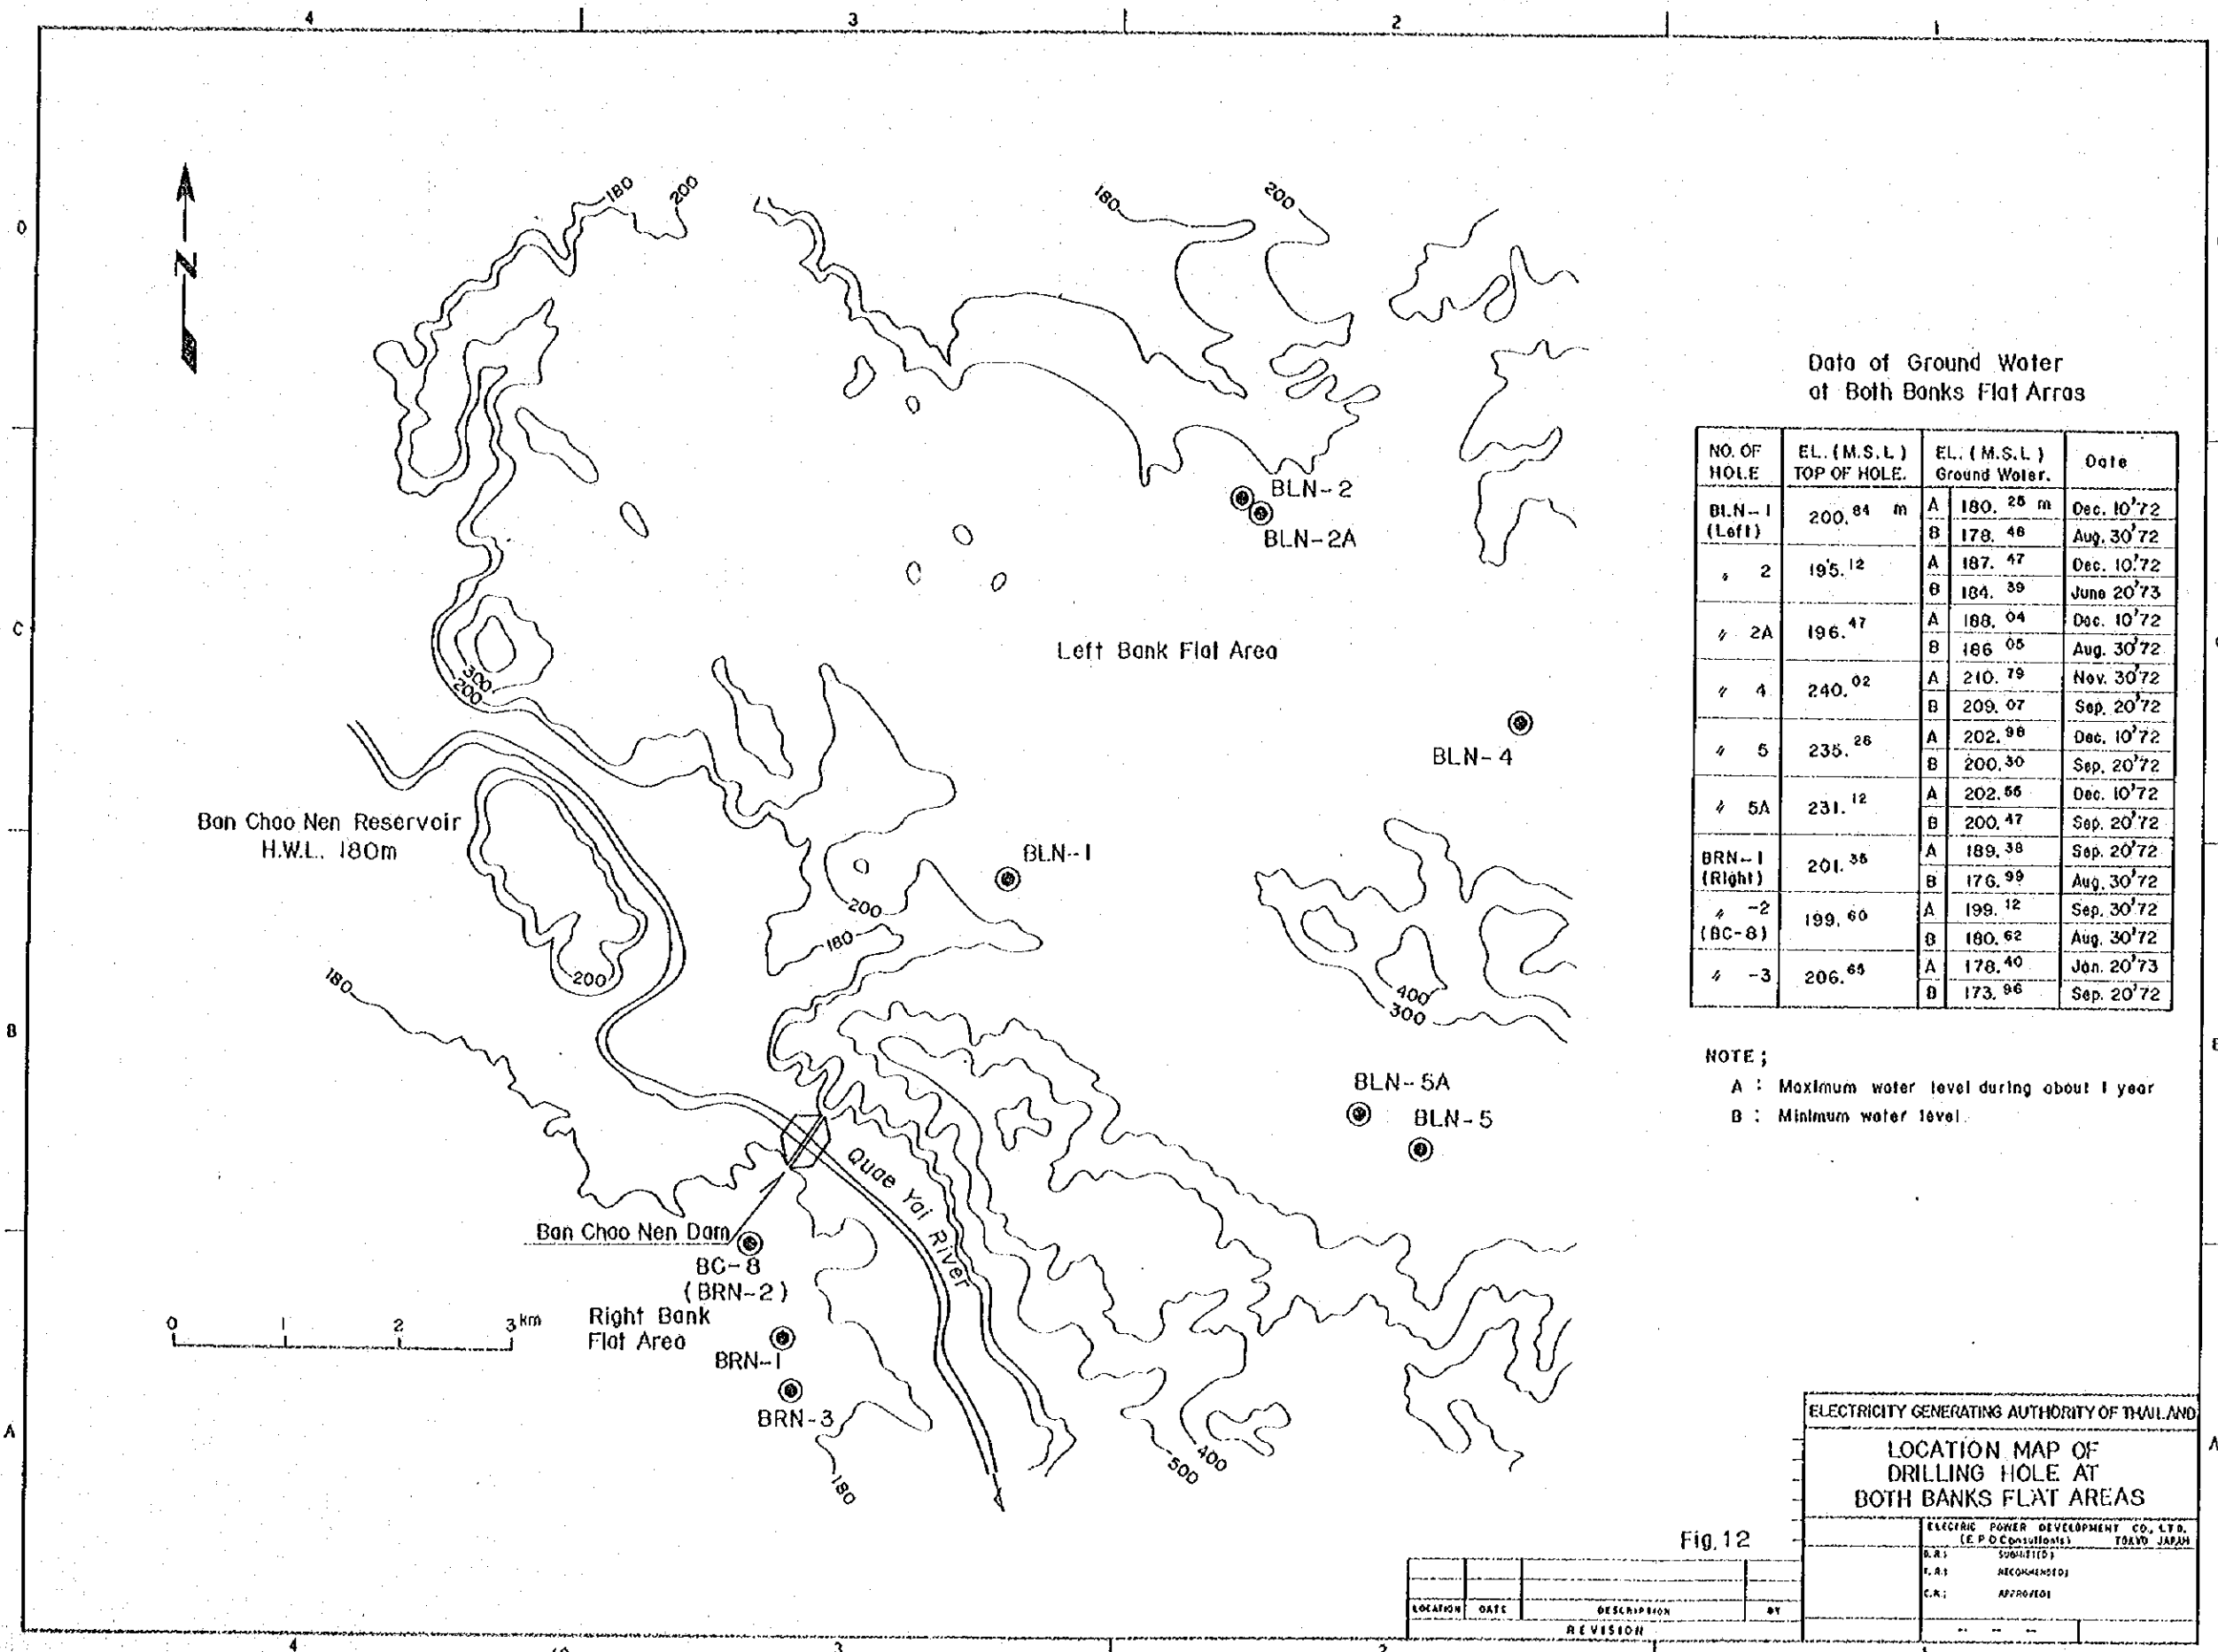 4 3 2
D
C
B
A
N
180
200
180
200
300
200
Left Bank Flat Area
BLN-2
BLN-2A
BLN-4
BLN-1
Ban Chao Nen Reservoir
H.W.L. 180m
200
180
200
180
400
300
BLN-5A
BLN-5
Quae Yai River
Ban Chao Nen Dam
BC-8
(BRN-2)
Right Bank
Flat Area
BRN-1
BRN-3
0 1 2 3 km
180
500
400
Data of Ground Water
at Both Banks Flat Arras
NO. OF HOLE EL. (M.S.L) TOP OF HOLE. EL. (M.S.L) Ground Water. Date
BLN-1 (Left) 200.84 m A 180.25 m Dec. 10'72
B 178.46 Aug. 30'72
〃 2 195.12 A 187.47 Dec. 10'72
B 184.39 June 20'73
〃 2A 196.47 A 188.04 Dec. 10'72
B 186 05 Aug. 30'72
〃 4 240.02 A 210.79 Nov. 30'72
B 209.07 Sep. 20'72
〃 5 235.26 A 202.98 Dec. 10'72
B 200.30 Sep. 20'72
〃 5A 231.12 A 202.56 Dec. 10'72
B 200.47 Sep. 20'72
BRN-1 (Right) 201.36 A 189.38 Sep. 20'72
B 176.99 Aug. 30'72
〃 -2 (BC-8) 199.60 A 199.12 Sep. 30'72
B 180.62 Aug. 30'72
〃 -3 206.65 A 178.40 Jan. 20'73
B 173.96 Sep. 20'72
NOTE;
A : Maximum water level during about 1 year
B : Minimum water level.
Fig. 12
ELECTRICITY GENERATING AUTHORITY OF THAILAND
LOCATION MAP OF
DRILLING HOLE AT
BOTH BANKS FLAT AREAS
ELECTRIC POWER DEVELOPMENT CO., LTD.
(E P D Consultants) TOKYO JAPAN
D.R.; SUBMITTED;
T.R.; RECOMMENDED;
C.K.; APPROVED;
LOCATION DATE DESCRIPTION BY
REVISION
4 3